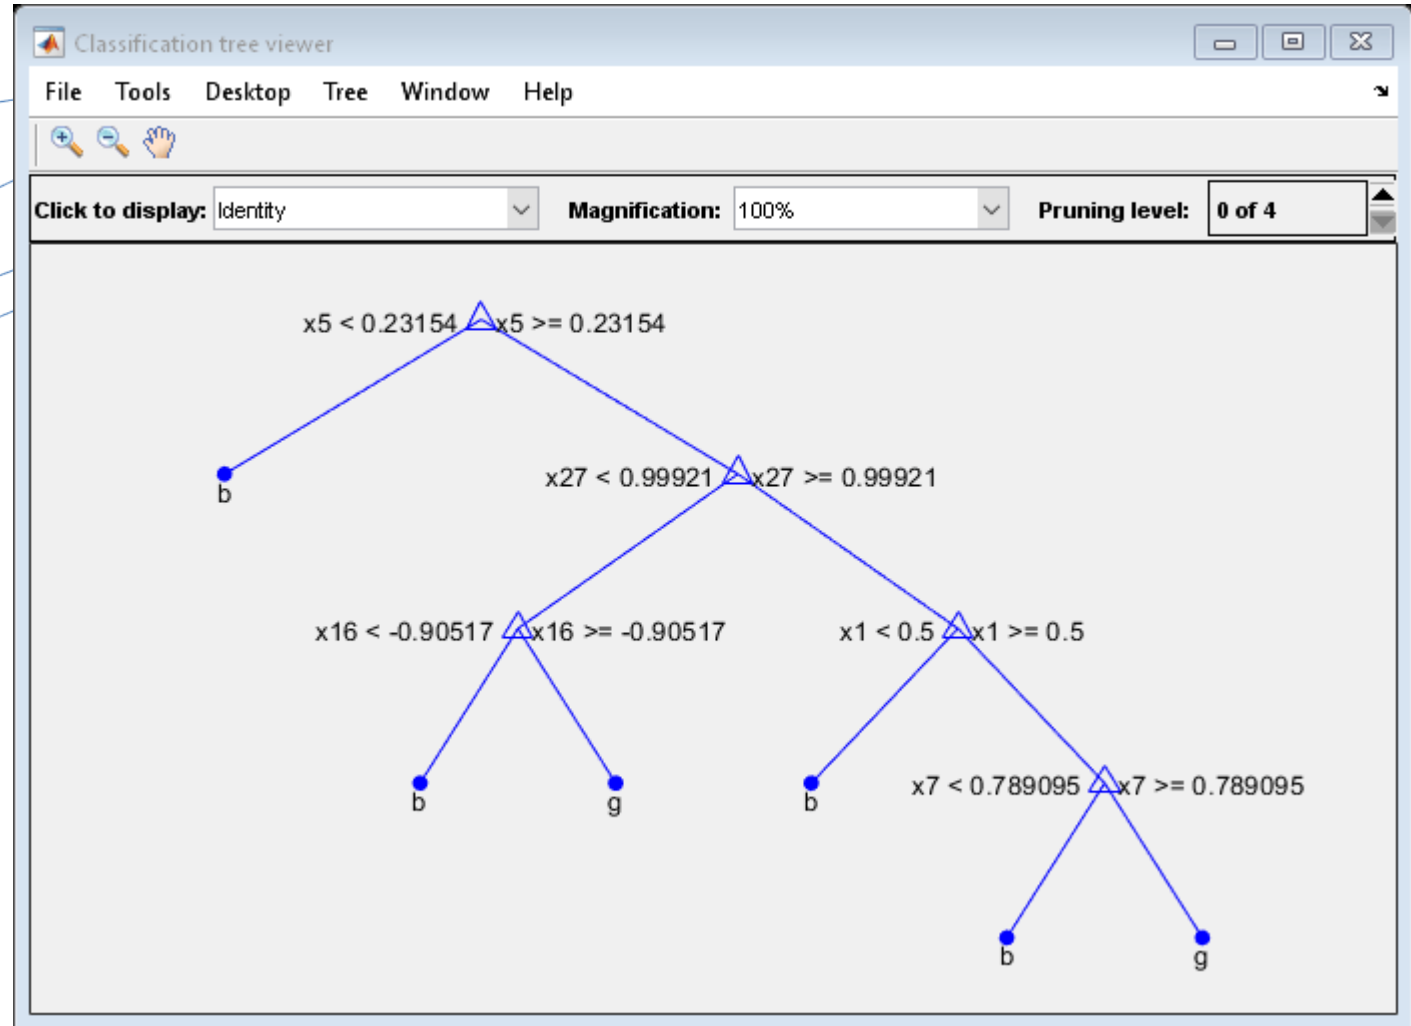 Classification tree viewer
File Tools Desktop Tree Window Help
Click to display: Identity Magnification: 100% Pruning level: 0 of 4
x5 < 0.23154 x5 >= 0.23154
b x27 < 0.99921 x27 >= 0.99921
x16 < -0.90517 x16 >= -0.90517 x1 < 0.5 x1 >= 0.5
b g b x7 < 0.789095 x7 >= 0.789095
b g